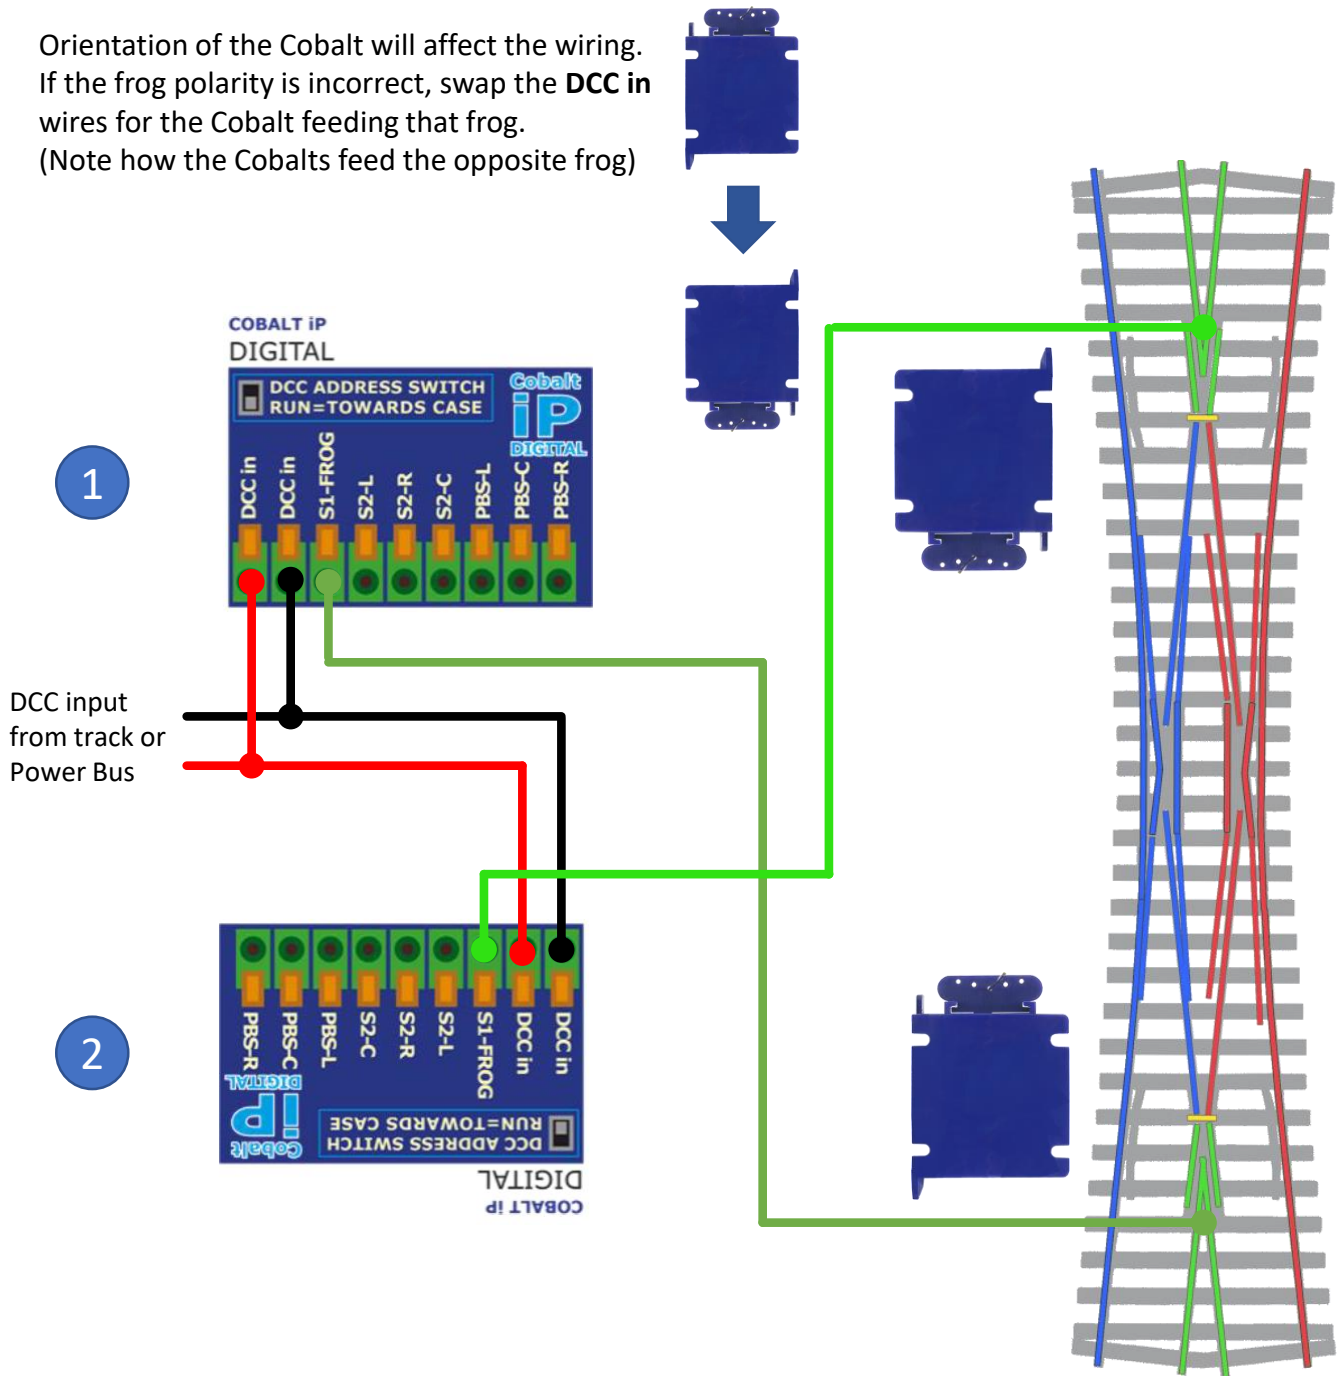 Orientation of the Cobalt will affect the wiring.
If the frog polarity is incorrect, swap the DCC in
wires for the Cobalt feeding that frog.
(Note how the Cobalts feed the opposite frog)
COBALT iP
DIGITAL
DCC ADDRESS SWITCH
RUN=TOWARDS CASE
Cobalt
iP
DIGITAL
1
DCC in
DCC in
S1-FROG
S2-L
S2-R
S2-C
PBS-L
PBS-C
PBS-R
DCC input
from track or
Power Bus
2
PBS-R
PBS-C
PBS-L
S2-C
S2-R
S2-L
S1-FROG
DCC in
DCC in
DIGITAL
iP
Cobalt
RUN=TOWARDS CASE
DCC ADDRESS SWITCH
DIGITAL
COBALT iP